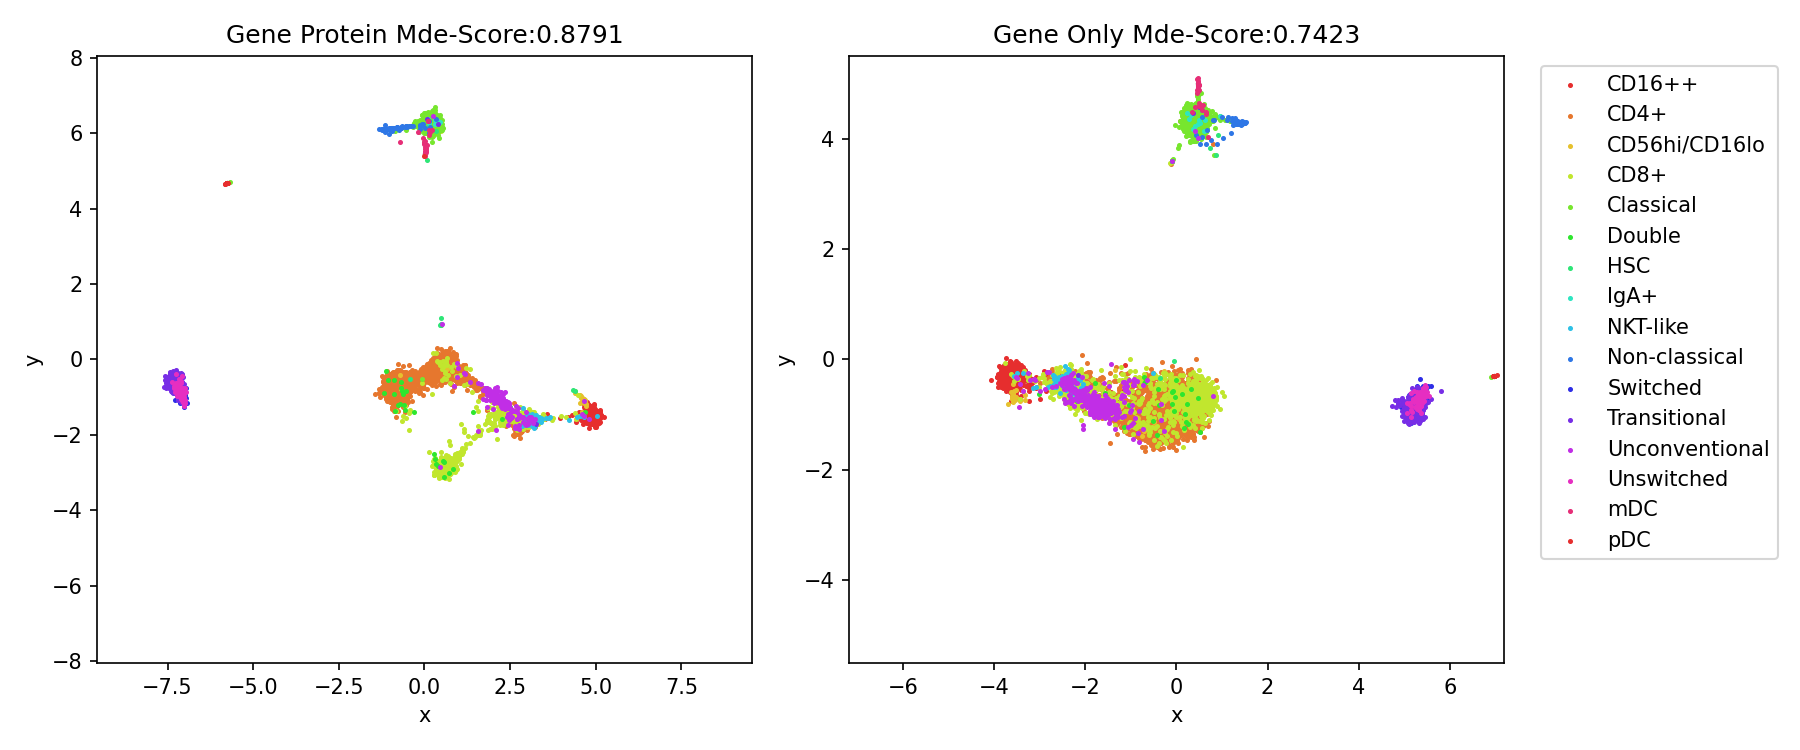 Gene Protein Mde-Score:0.8791
8
6
4
2
0
−2
−4
−6
−8
y
−7.5 −5.0 −2.5 0.0 2.5 5.0 7.5
x
Gene Only Mde-Score:0.7423
4
2
0
−2
−4
y
−6 −4 −2 0 2 4 6
x
CD16++
CD4+
CD56hi/CD16lo
CD8+
Classical
Double
HSC
IgA+
NKT-like
Non-classical
Switched
Transitional
Unconventional
Unswitched
mDC
pDC